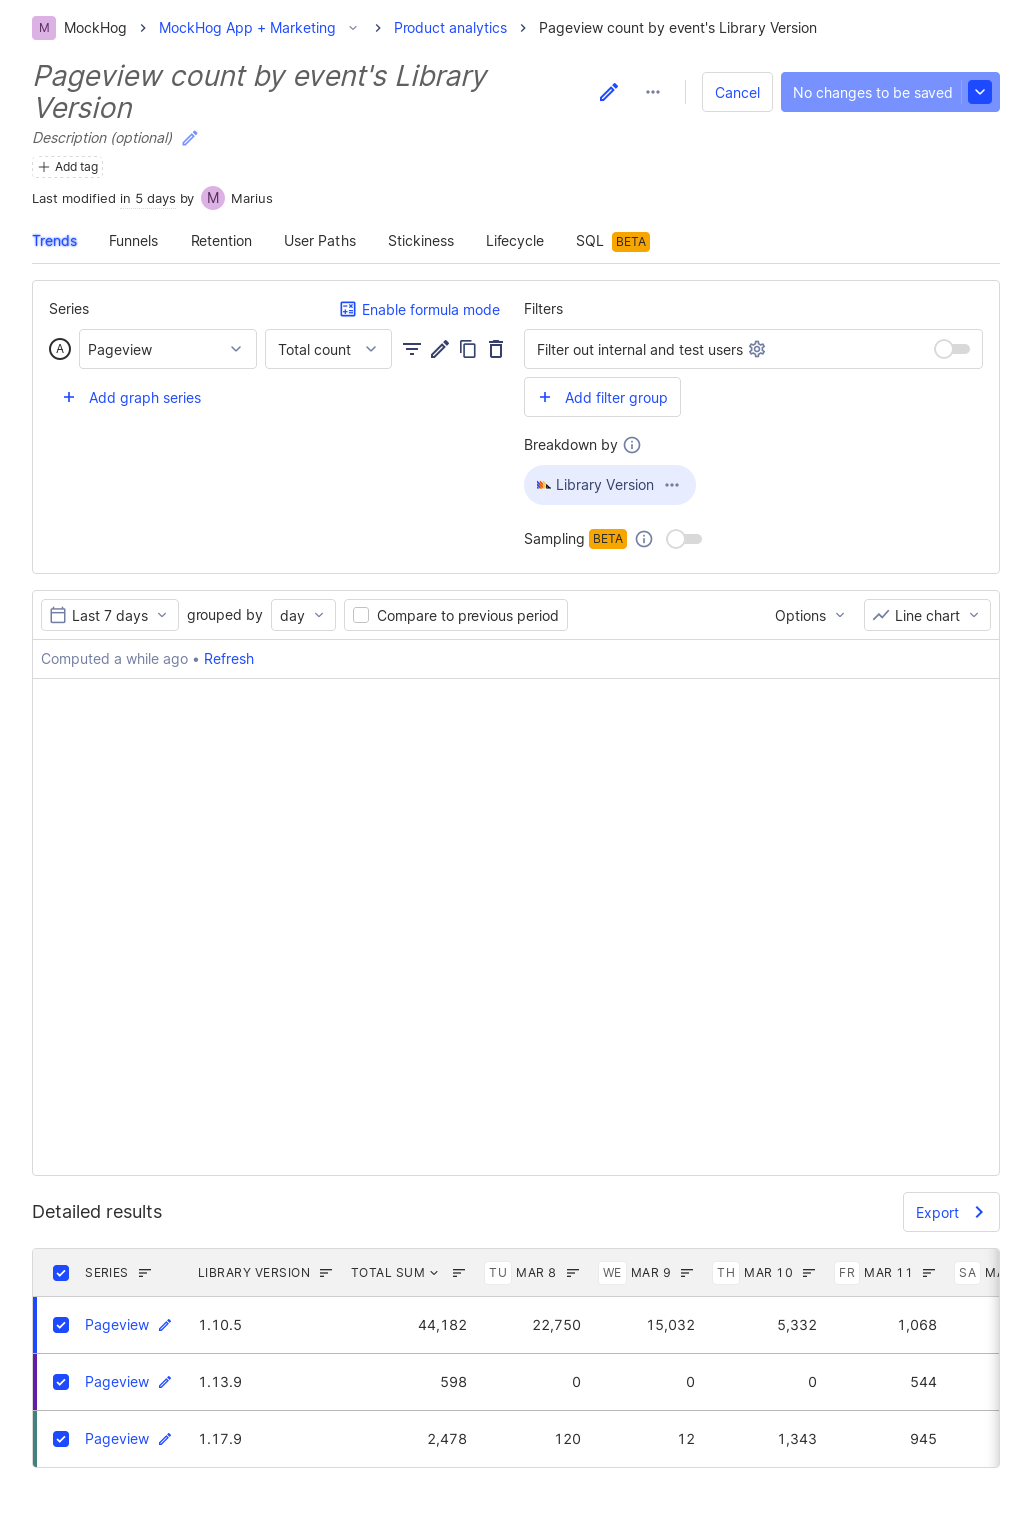 M MockHog MockHog App + Marketing Product analytics Pageview count by event's Library Version
Pageview count by event's Library
Version
Cancel No changes to be saved
Description (optional)
Add tag
Last modified in 5 days by M Marius
Trends Funnels Retention User Paths Stickiness Lifecycle SQL BETA
Series Enable formula mode
A Pageview Total count
Add graph series
Filters
Filter out internal and test users
Add filter group
Breakdown by
Library Version
Sampling BETA
Last 7 days grouped by day Compare to previous period Options Line chart
Computed a while ago • Refresh
Detailed results Export
SERIES LIBRARY VERSION TOTAL SUM TU MAR 8 WE MAR 9 TH MAR 10 FR MAR 11 SA
Pageview 1.10.5 44,182 22,750 15,032 5,332 1,068
Pageview 1.13.9 598 0 0 0 544
Pageview 1.17.9 2,478 120 12 1,343 945